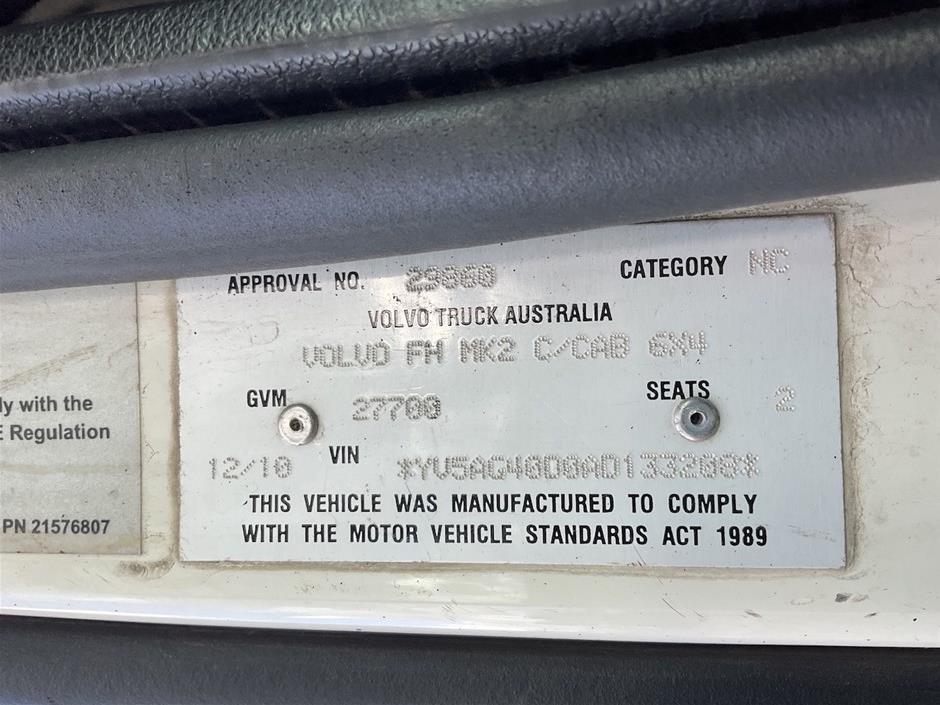 APPROVAL NO. 29860 CATEGORY NC
VOLVO TRUCK AUSTRALIA
VOLVO FH MK2 C/CAB 6X4
GVM 27700 SEATS 2
12/10 VIN *YV5AG40D0AD133208*
THIS VEHICLE WAS MANUFACTURED TO COMPLY
WITH THE MOTOR VEHICLE STANDARDS ACT 1989
ly with the
E Regulation
PN 21576807